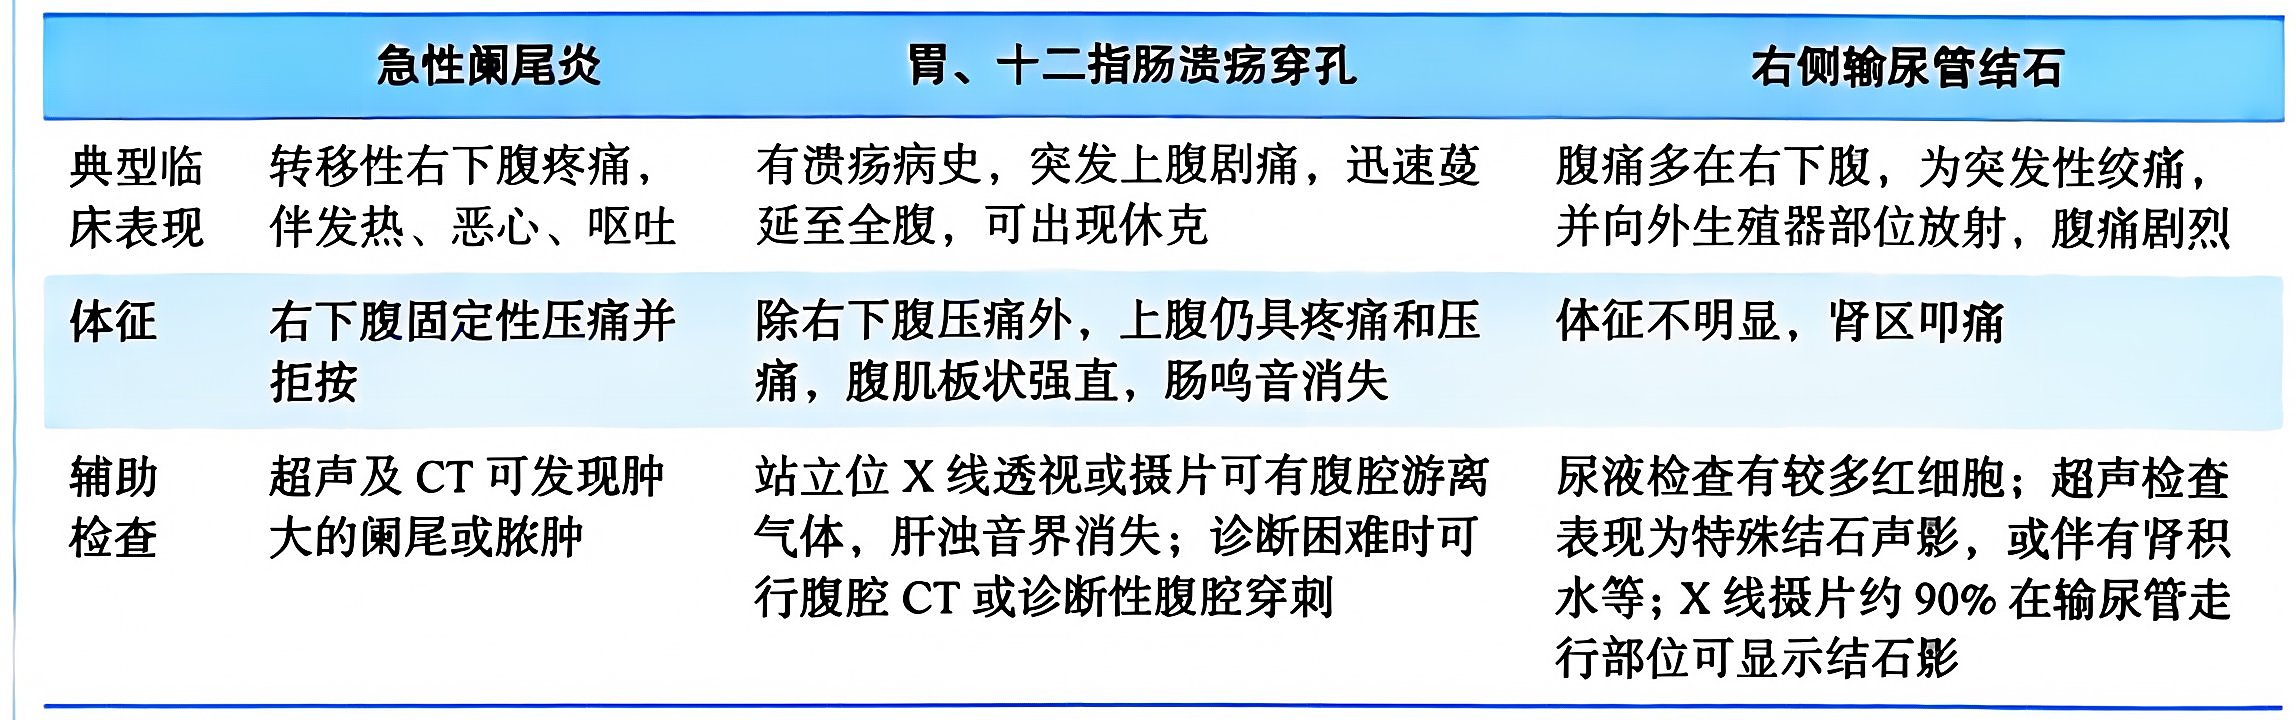 急性阑尾炎 胃、十二指肠溃疡穿孔 右侧输尿管结石
典型临 转移性右下腹疼痛， 有溃疡病史，突发上腹剧痛，迅速蔓 腹痛多在右下腹，为突发性绞痛，
床表现 伴发热、恶心、呕吐 延至全腹，可出现休克 并向外生殖器部位放射，腹痛剧烈
体征 右下腹固定性压痛并 除右下腹压痛外，上腹仍具疼痛和压 体征不明显，肾区叩痛
拒按 痛，腹肌板状强直，肠鸣音消失
辅助 超声及 CT 可发现肿 站立位 X 线透视或摄片可有腹腔游离 尿液检查有较多红细胞；超声检查
检查 大的阑尾或脓肿 气体，肝浊音界消失；诊断困难时可 表现为特殊结石声影，或伴有肾积
行腹腔 CT 或诊断性腹腔穿刺 水等；X 线摄片约 90% 在输尿管走
行部位可显示结石影